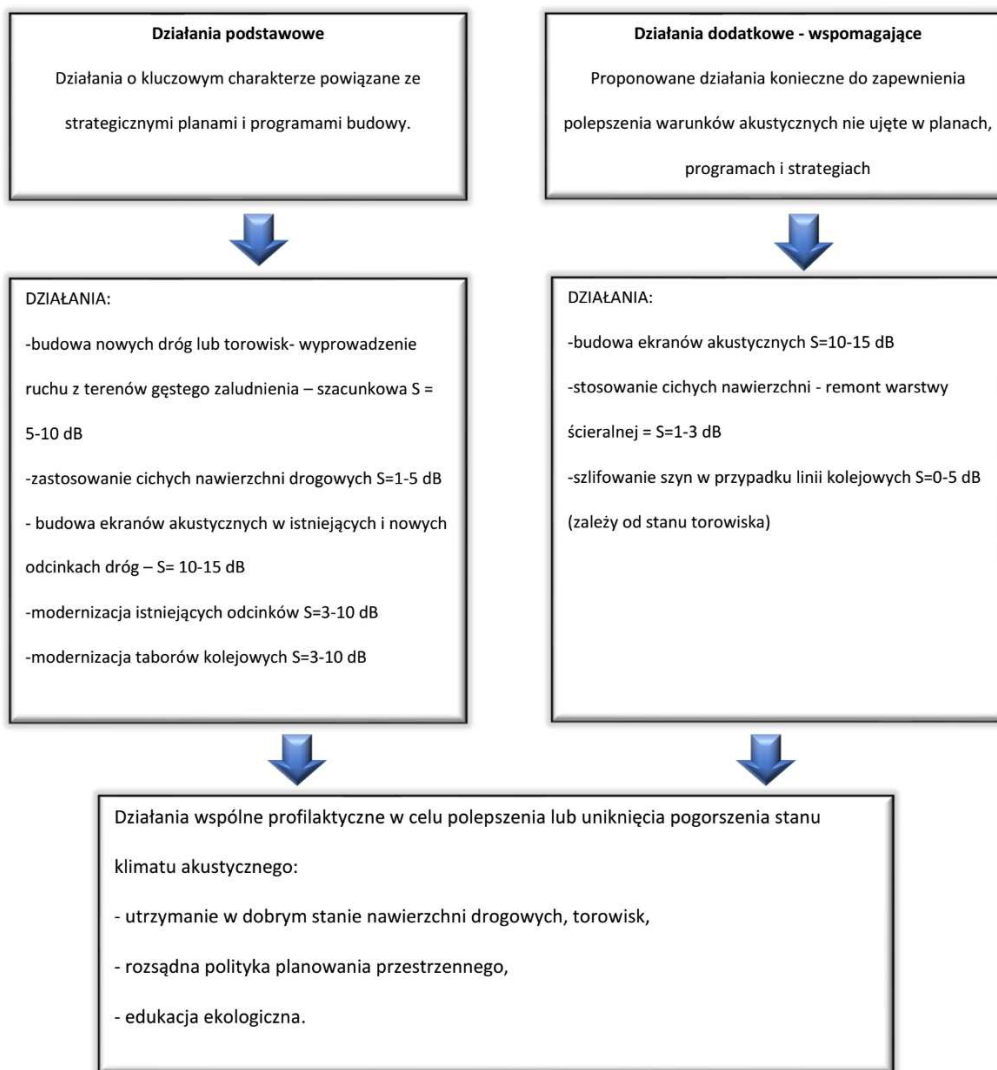 Działania podstawowe
Działania o kluczowym charakterze powiązane ze
strategicznymi planami i programami budowy.
Działania dodatkowe - wspomagające
Proponowane działania konieczne do zapewnienia
polepszenia warunków akustycznych nie ujęte w planach,
programach i strategiach
DZIAŁANIA:
-budowa nowych dróg lub torowisk- wyprowadzenie
ruchu z terenów gęstego zaludnienia – szacunkowa S =
5-10 dB
-zastosowanie cichych nawierzchni drogowych S=1-5 dB
- budowa ekranów akustycznych w istniejących i nowych
odcinkach dróg – S= 10-15 dB
-modernizacja istniejących odcinków S=3-10 dB
-modernizacja taborów kolejowych S=3-10 dB
DZIAŁANIA:
-budowa ekranów akustycznych S=10-15 dB
-stosowanie cichych nawierzchni - remont warstwy
ścieralnej = S=1-3 dB
-szlifowanie szyn w przypadku linii kolejowych S=0-5 dB
(zależy od stanu torowiska)
Działania wspólne profilaktyczne w celu polepszenia lub uniknięcia pogorszenia stanu
klimatu akustycznego:
- utrzymanie w dobrym stanie nawierzchni drogowych, torowisk,
- rozsądna polityka planowania przestrzennego,
- edukacja ekologiczna.